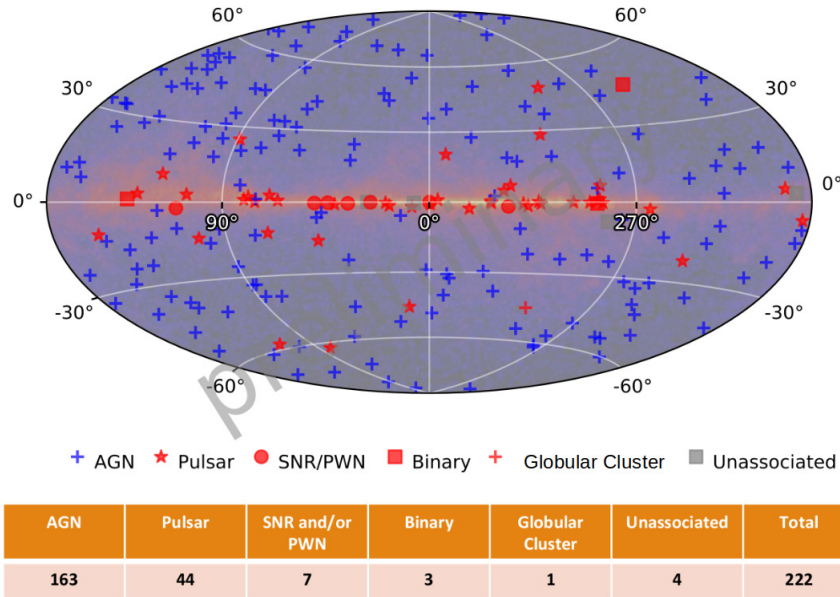 60° 60°
30° 30°
0° 90° 0° 270° 0°
-30° -30°
-60° -60°
preliminary
AGN Pulsar SNR/PWN Binary Globular Cluster Unassociated
AGN Pulsar SNR and/or PWN Binary Globular Cluster Unassociated Total
163 44 7 3 1 4 222